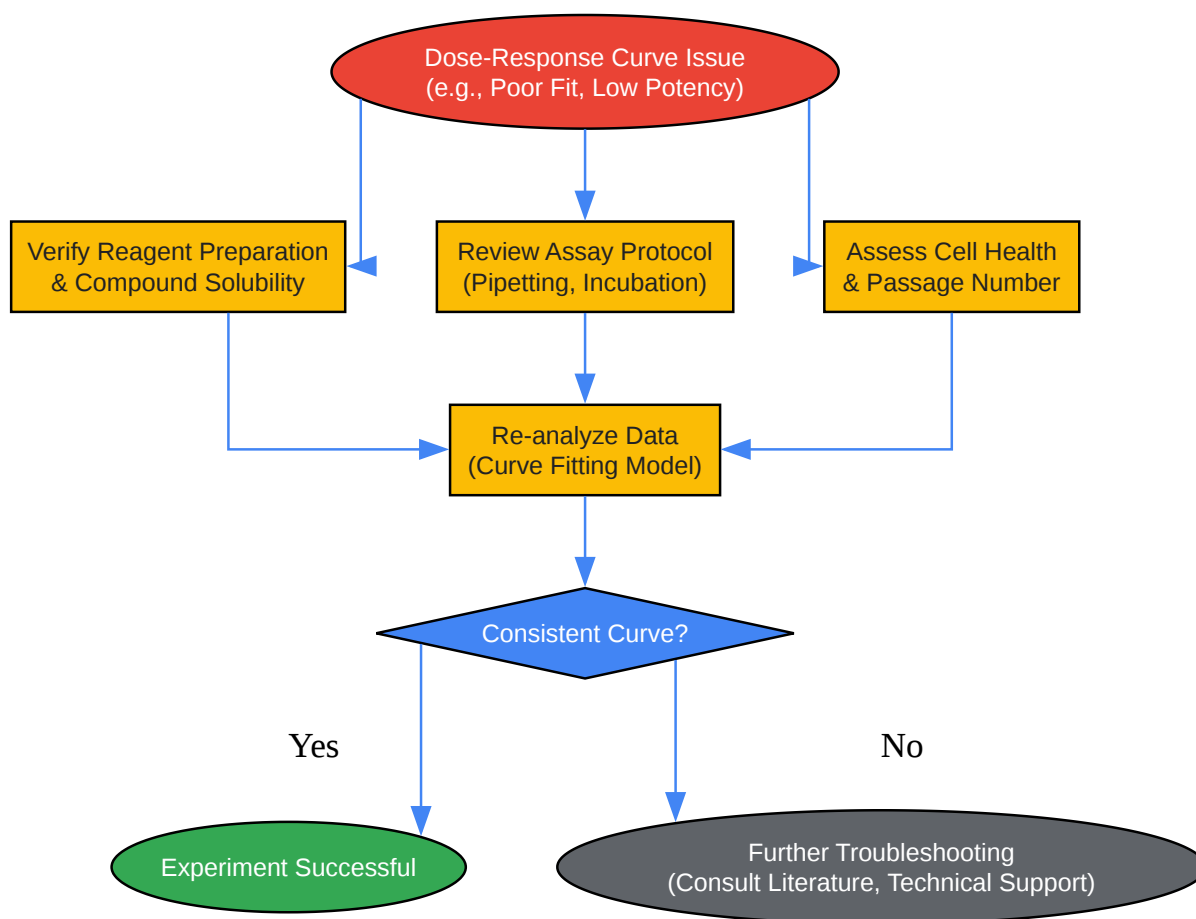 Dose-Response Curve Issue
(e.g., Poor Fit, Low Potency)
Verify Reagent Preparation
& Compound Solubility
Review Assay Protocol
(Pipetting, Incubation)
Assess Cell Health
& Passage Number
Re-analyze Data
(Curve Fitting Model)
Consistent Curve?
Yes
No
Experiment Successful
Further Troubleshooting
(Consult Literature, Technical Support)